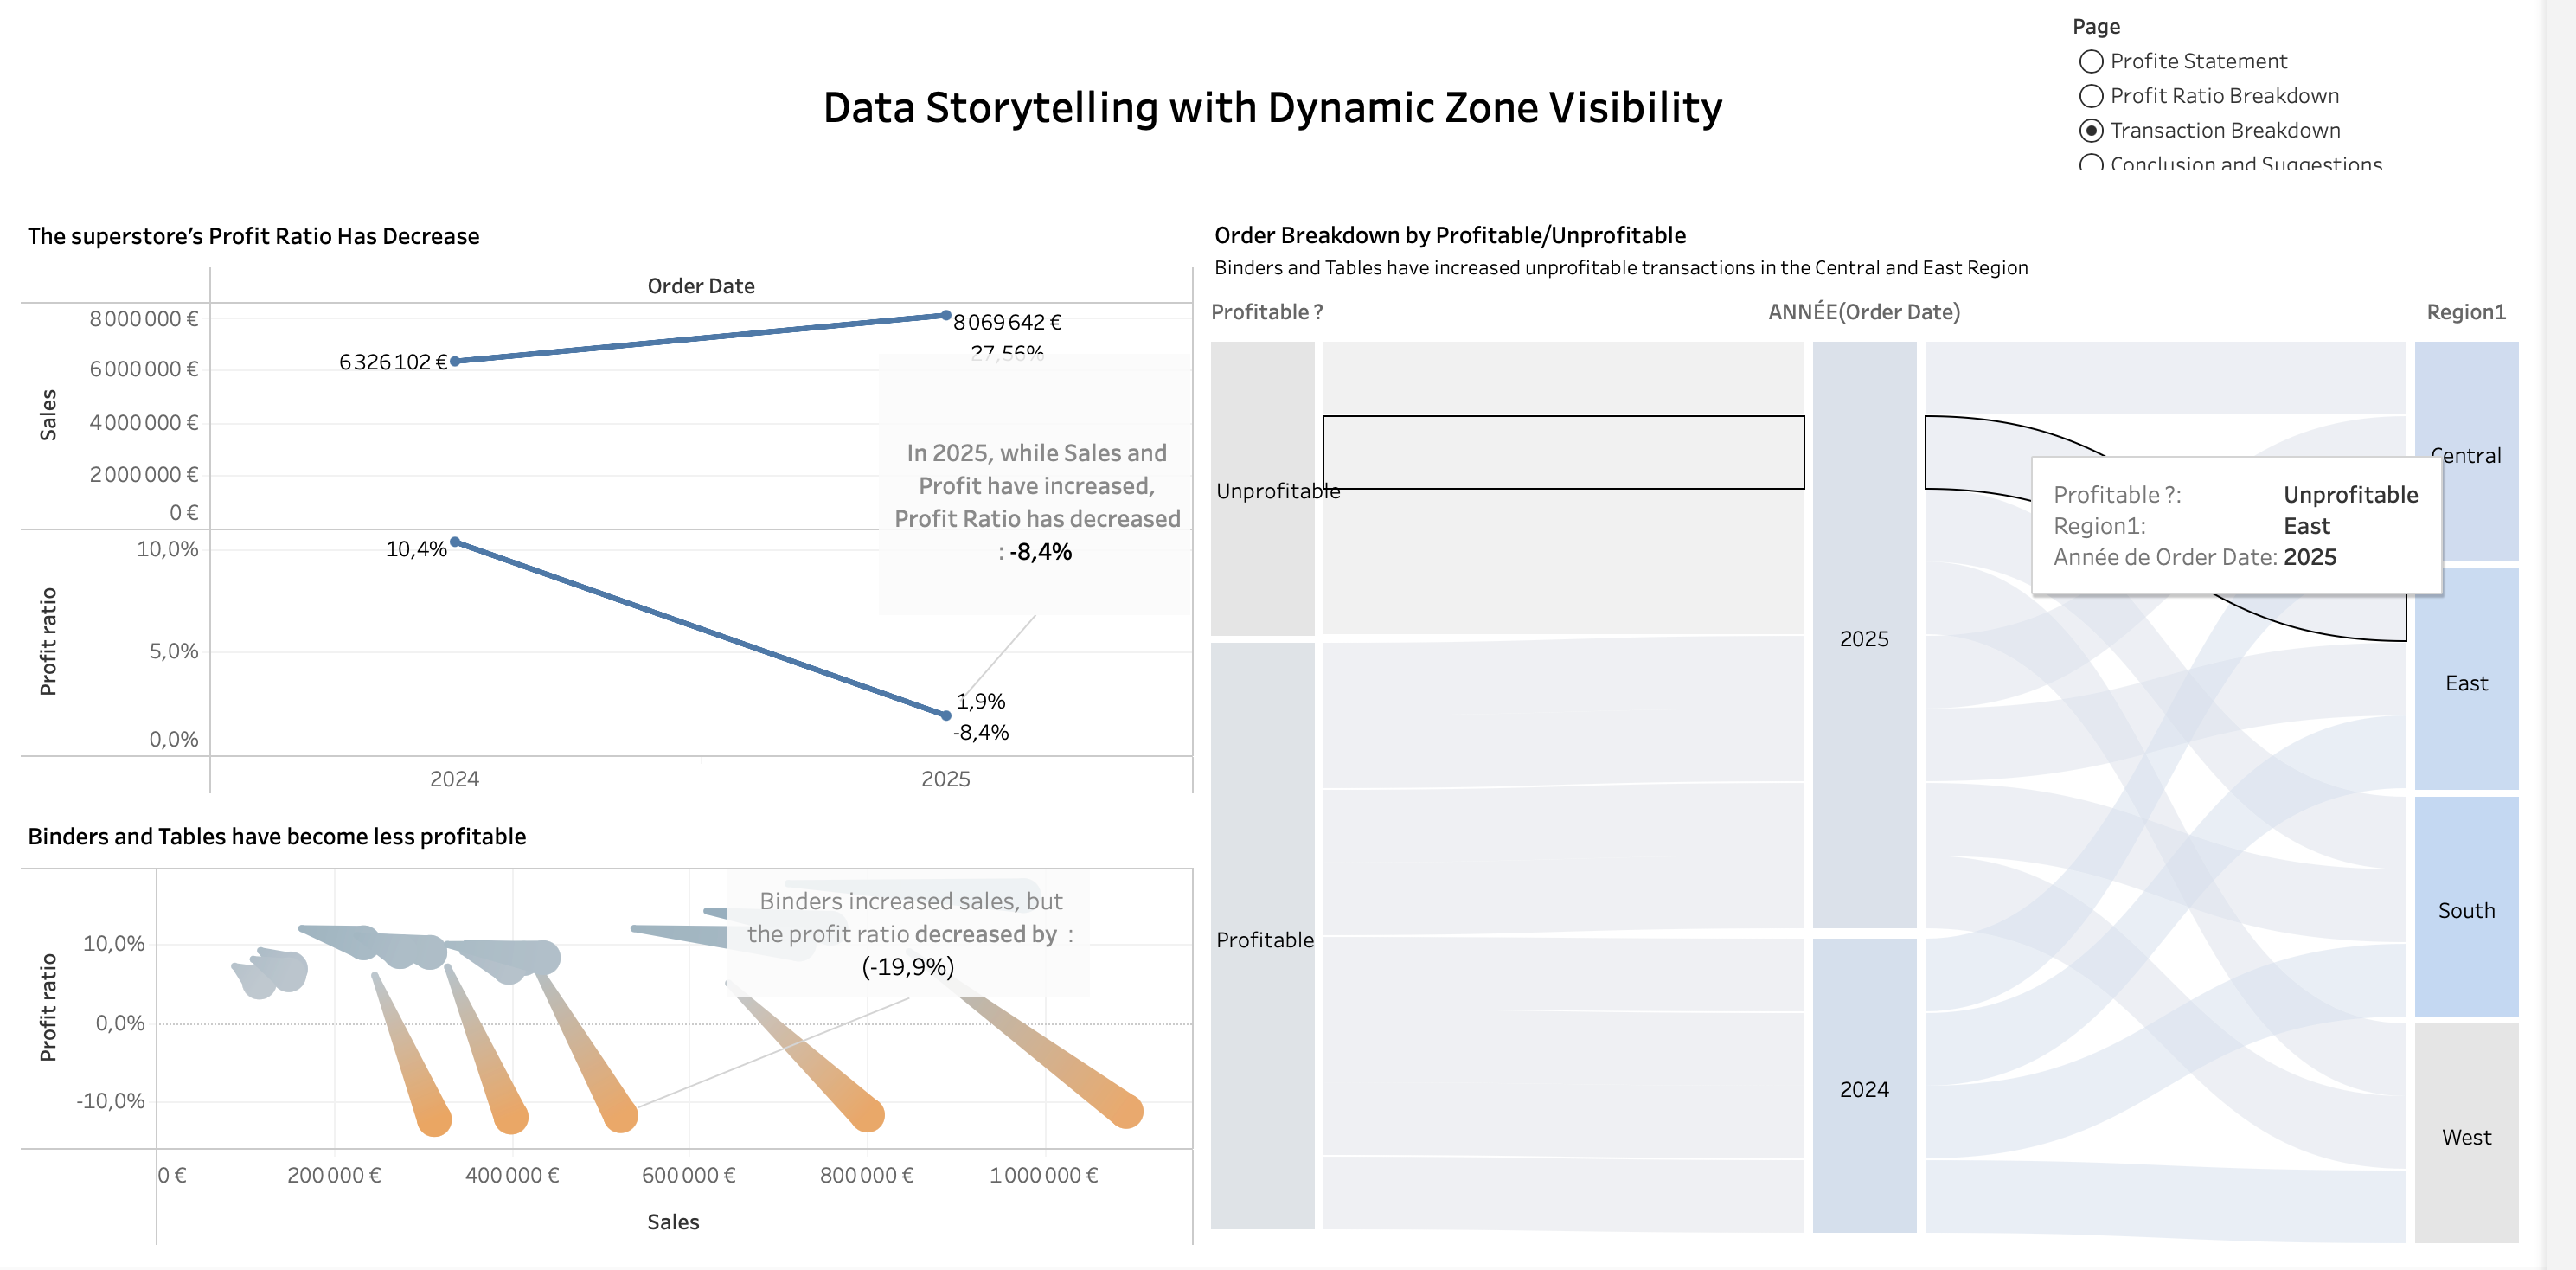 Page
Profite Statement
Profit Ratio Breakdown
Transaction Breakdown
Conclusion and Suggestions
Data Storytelling with Dynamic Zone Visibility
The superstore’s Profit Ratio Has Decrease
Order Date
Sales
8 000 000 €
6 000 000 €
4 000 000 €
2 000 000 €
0 €
6 326 102 €
8 069 642 €
27,56%
In 2025, while Sales and
Profit have increased,
Profit Ratio has decreased
: -8,4%
Profit ratio
10,0%
5,0%
0,0%
10,4%
1,9%
-8,4%
2024
2025
Binders and Tables have become less profitable
Profit ratio
10,0%
0,0%
-10,0%
Binders increased sales, but
the profit ratio decreased by :
(-19,9%)
0 €
200 000 €
400 000 €
600 000 €
800 000 €
1 000 000 €
Sales
Order Breakdown by Profitable/Unprofitable
Binders and Tables have increased unprofitable transactions in the Central and East Region
Profitable ?
ANNÉE(Order Date)
Region1
Unprofitable
Profitable
2025
2024
Central
East
South
West
Profitable ?: Unprofitable
Region1: East
Année de Order Date: 2025